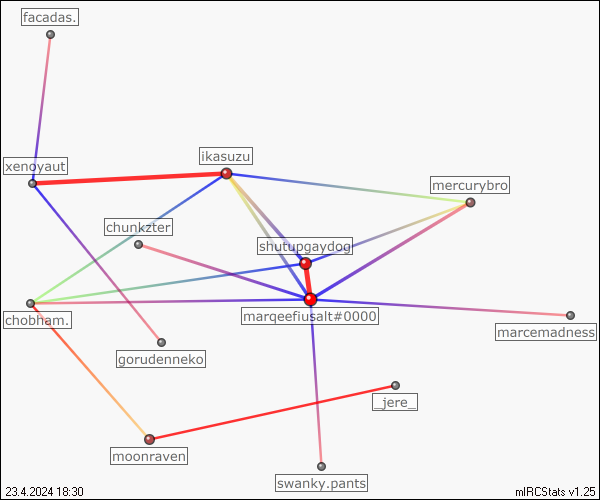 facadas.
ikasuzu
xenoyaut
mercurybro
chunkzter
shutupgaydog
marqeefiusalt#0000
chobham.
marcemadness
gorudenneko
_jere_
moonraven
swanky.pants
23.4.2024 18:30
mIRCStats v1.25